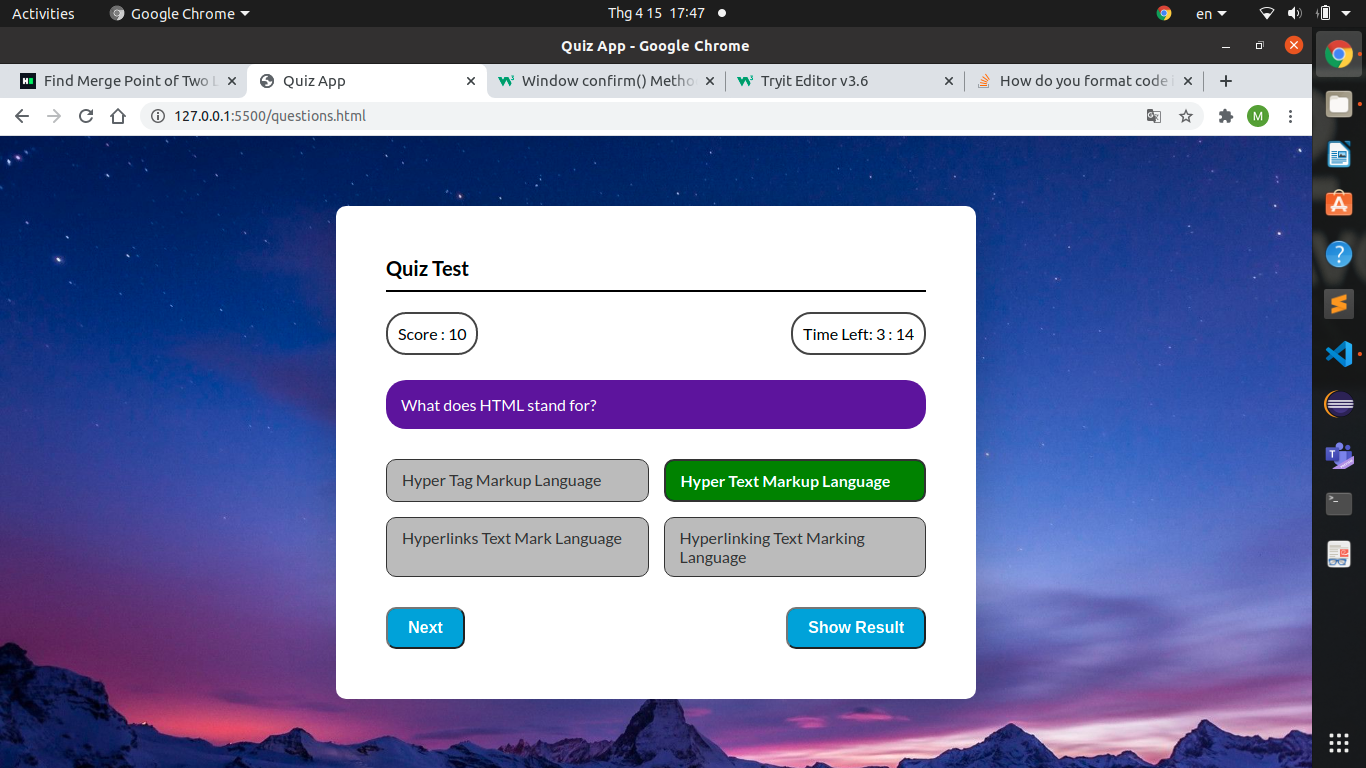 Activities Google Chrome Thg 4 15 17:47 en
Quiz App - Google Chrome
Find Merge Point of Two Quiz App Window confirm() Metho Tryit Editor v3.6 How do you format code
127.0.0.1:5500/questions.html M
Quiz Test
Score : 10 Time Left: 3 : 14
What does HTML stand for?
Hyper Tag Markup Language
Hyper Text Markup Language
Hyperlinks Text Mark Language
Hyperlinking Text Marking
Language
Next Show Result